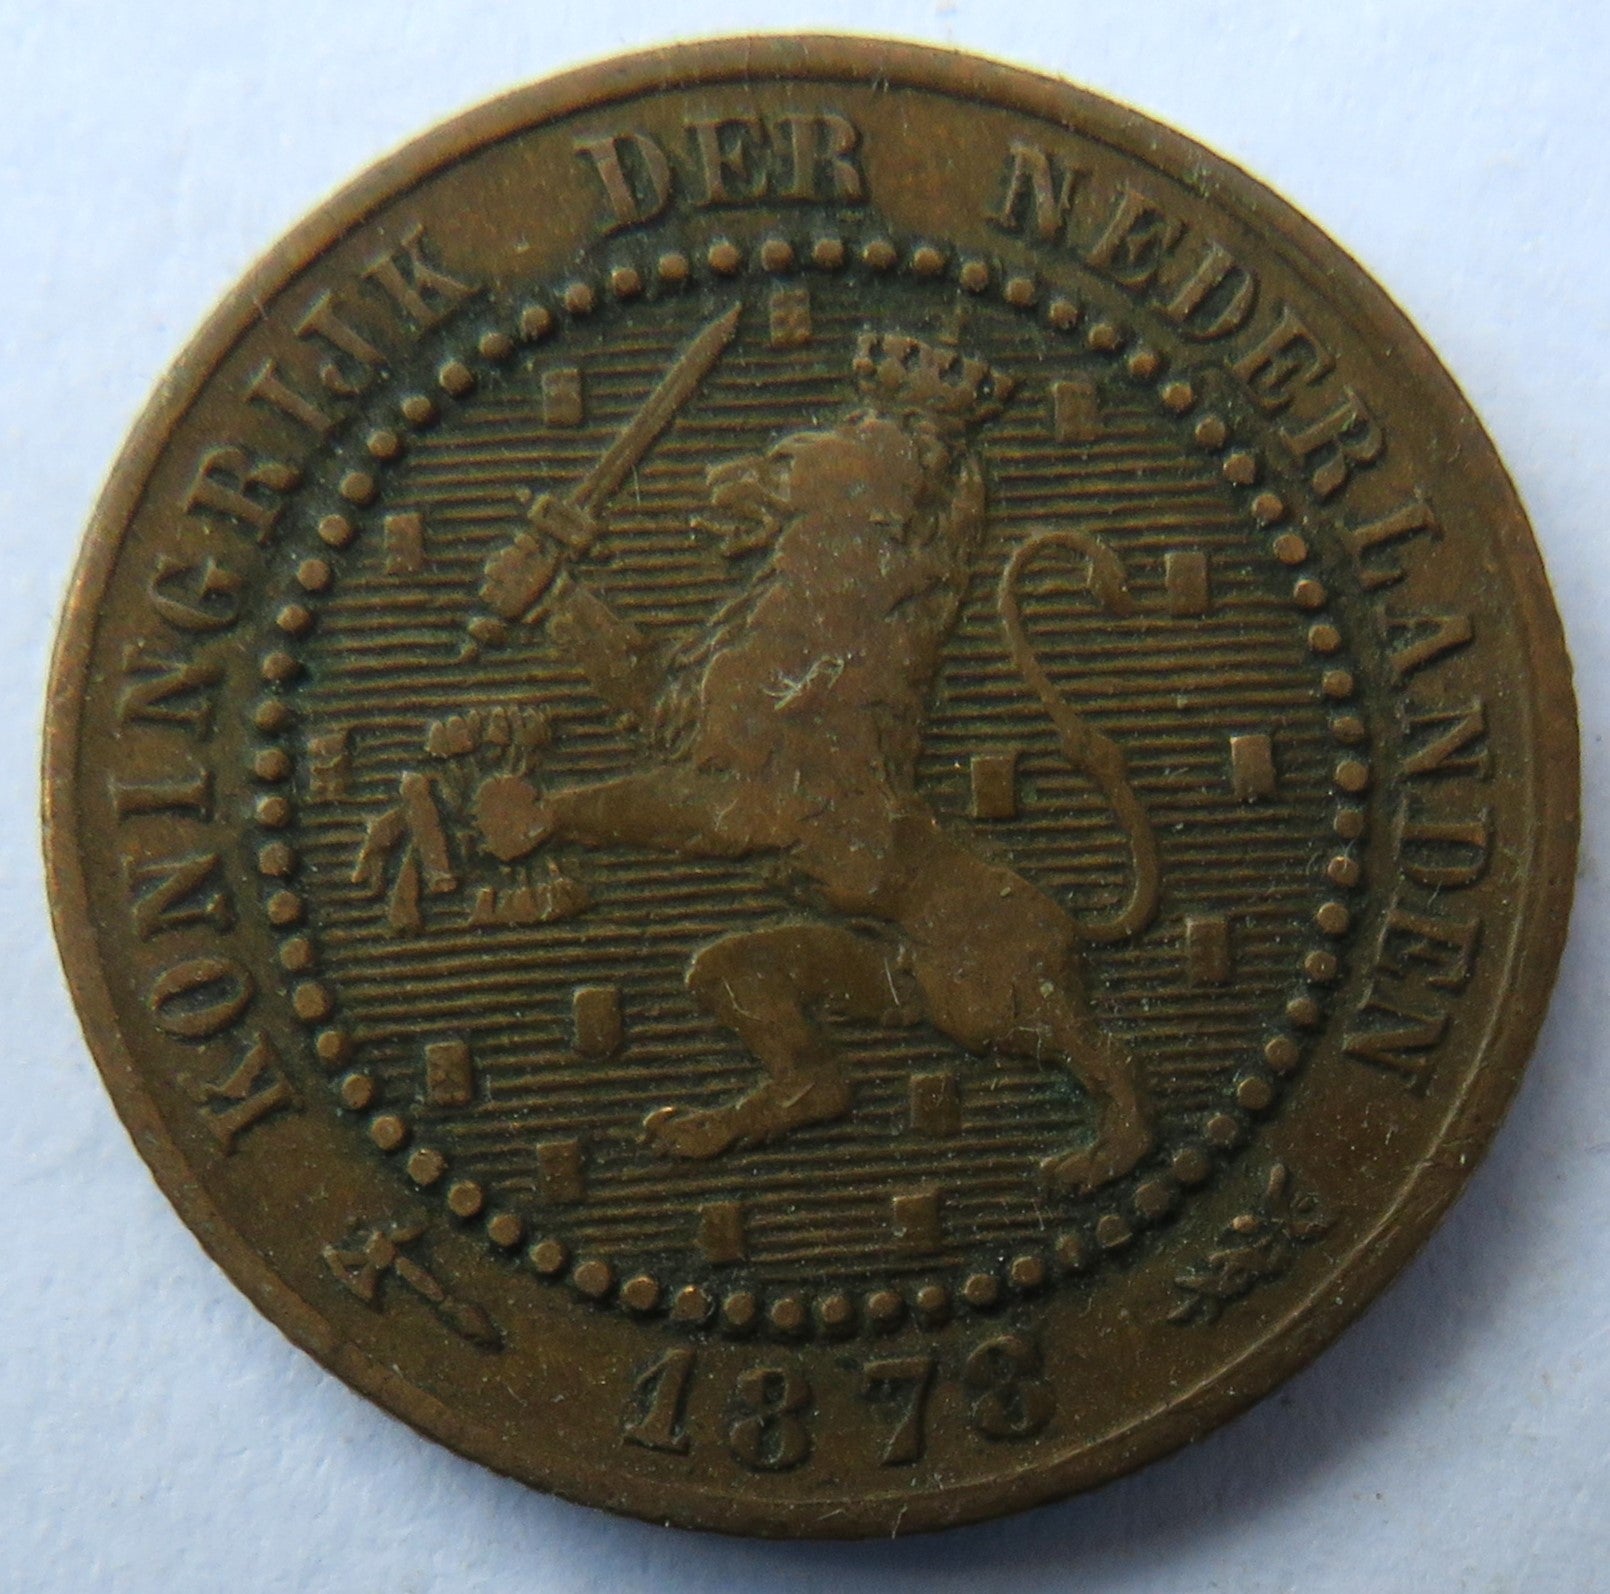 KONINGRIJK DER NEDERLANDEN
1878